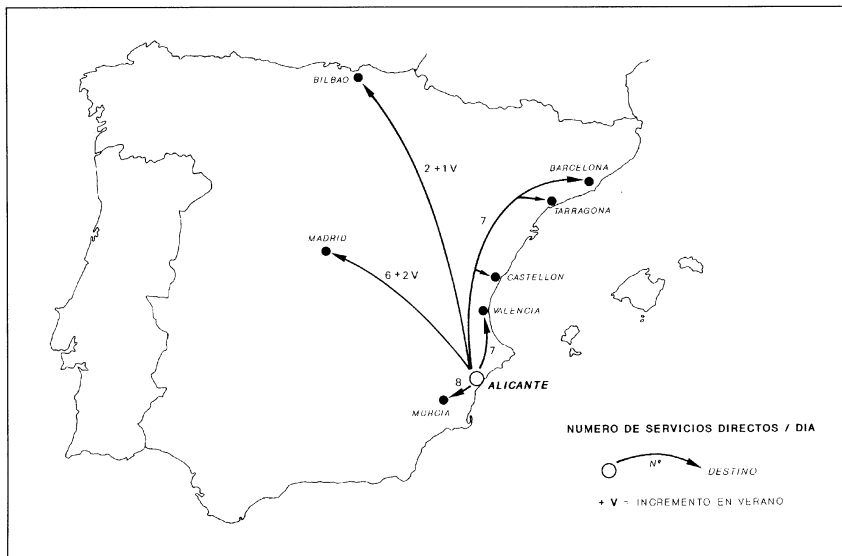 BILBAO
2 + 1 V
BARCELONA
7
TARRAGONA
MADRID
6 + 2 V
CASTELLON
VALENCIA
7
8
ALICANTE
MURCIA
NUMERO DE SERVICIOS DIRECTOS / DIA
Nº
DESTINO
+ V = INCREMENTO EN VERANO